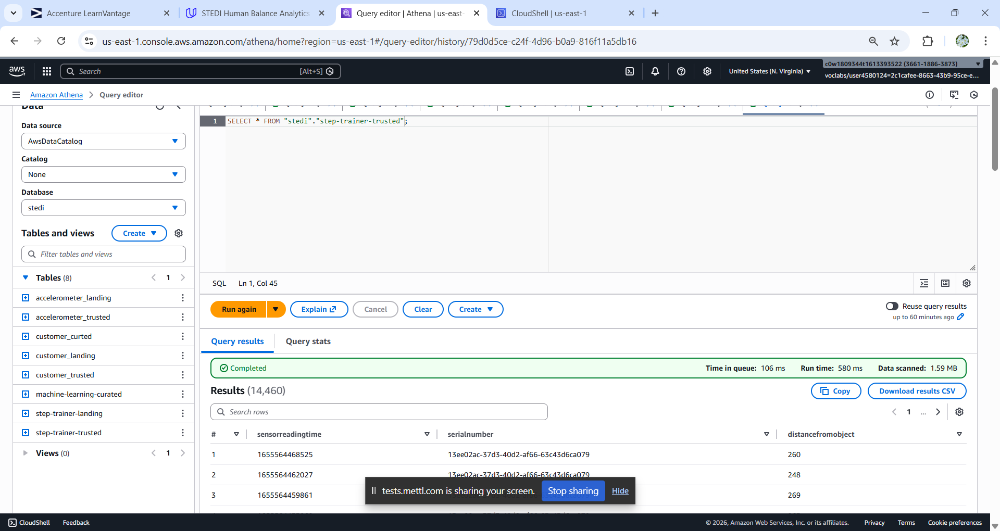 Accenture LearnVantage
STEDI Human Balance Analytics
Query editor | Athena | us-east-
CloudShell | us-east-1
us-east-1.console.aws.amazon.com/athena/home?region=us-east-1#/query-editor/history/79d0d5ce-c24f-4d96-b0a9-816f11a5db16
aws
Search
[Alt+S]
United States (N. Virginia)
c0w1809344t1613393522 (3661-1886-3873)
voclabs/user4580124=2c1cafee-8663-43b9-95ce-e...
Amazon Athena
Query editor
Data
Data source
AwsDataCatalog
Catalog
None
Database
stedi
Tables and views
Create
Filter tables and views
Tables (8)
1
accelerometer_landing
accelerometer_trusted
customer_curted
customer_landing
customer_trusted
machine-learning-curated
step-trainer-landing
step-trainer-trusted
Views (0)
1
1 SELECT * FROM "stedi"."step-trainer-trusted";
SQL
Ln 1, Col 45
Run again
Explain
Cancel
Clear
Create
Reuse query results
up to 60 minutes ago
Query results
Query stats
Completed
Time in queue: 106 ms
Run time: 580 ms
Data scanned: 1.59 MB
Results (14,460)
Copy
Download results CSV
Search rows
1 ...
# sensorreadingtime serialnumber distancefromobject
1 1655564468525 13ee02ac-37d3-40d2-af66-63c43d6ca079 260
2 1655564462027 13ee02ac-37d3-40d2-af66-63c43d6ca079 248
3 1655564459861 269
tests.mettl.com is sharing your screen.
Stop sharing
Hide
CloudShell
Feedback
© 2026, Amazon Web Services, Inc. or its affiliates.
Privacy
Terms
Cookie preferences